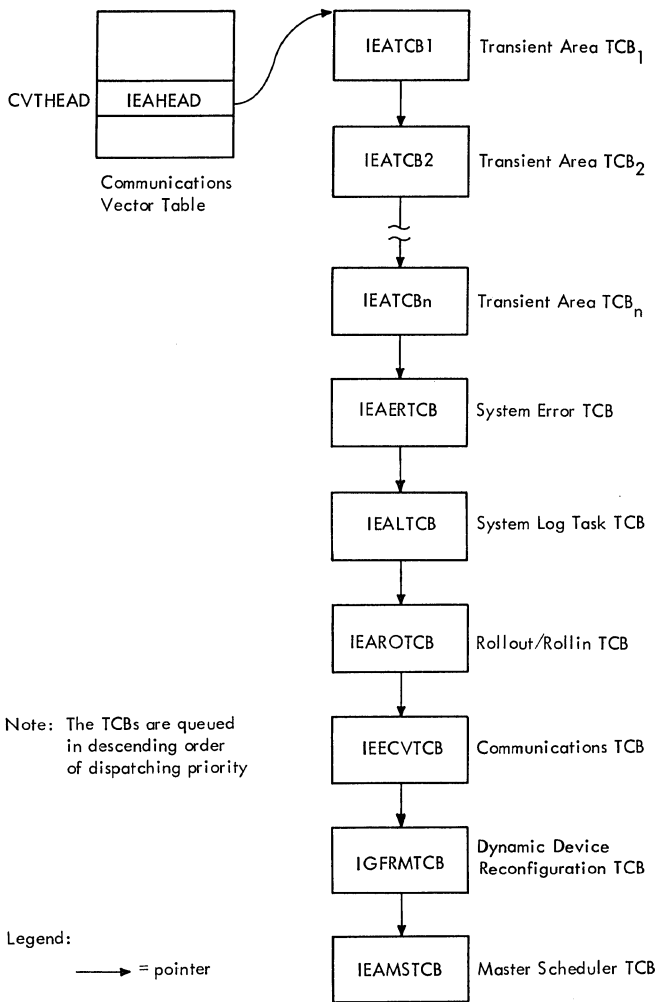 CVTHEAD
IEAHEAD
Communications
Vector Table
IEATCB1
Transient Area TCB1
IEATCB2
Transient Area TCB2
IEATCBn
Transient Area TCBn
IEAERTCB
System Error TCB
IEALTCB
System Log Task TCB
IEAROTCB
Rollout/Rollin TCB
Note: The TCBs are queued
in descending order
of dispatching priority
IEECVTCB
Communications TCB
IGFRMTCB
Dynamic Device
Reconfiguration TCB
Legend:
= pointer
IEAMSTCB
Master Scheduler TCB